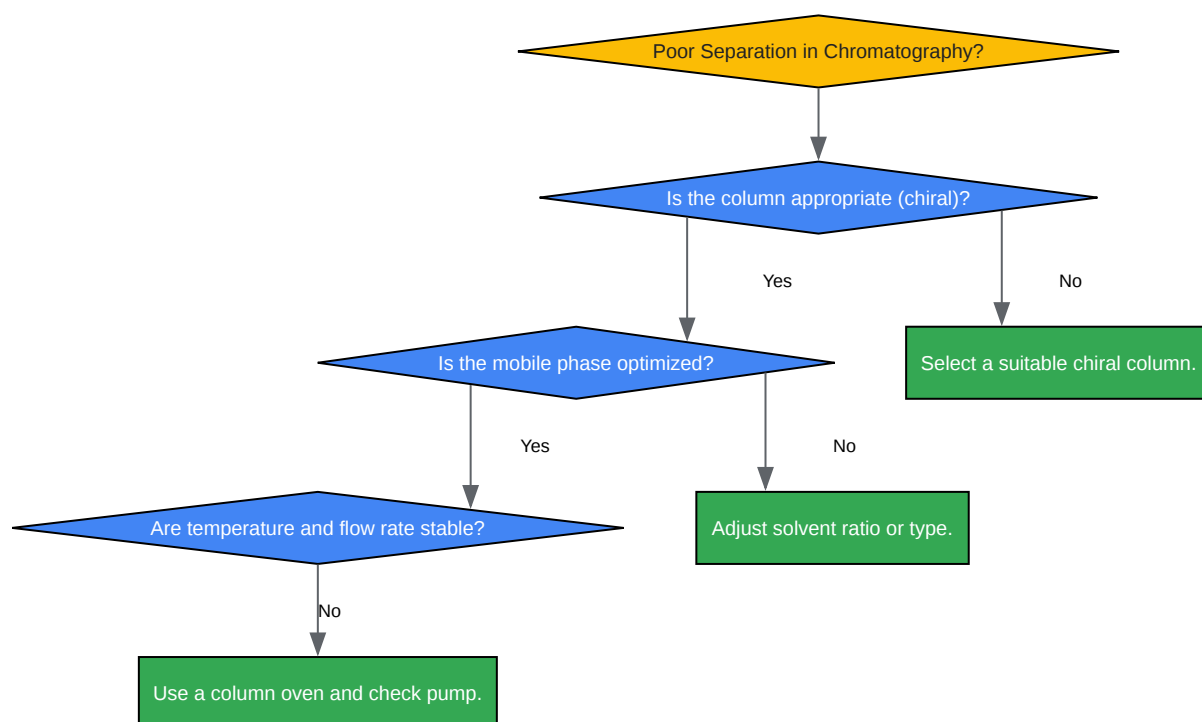 Poor Separation in Chromatography?
Is the column appropriate (chiral)?
Yes
No
Is the mobile phase optimized?
Select a suitable chiral column.
Yes
No
Are temperature and flow rate stable?
Adjust solvent ratio or type.
No
Use a column oven and check pump.